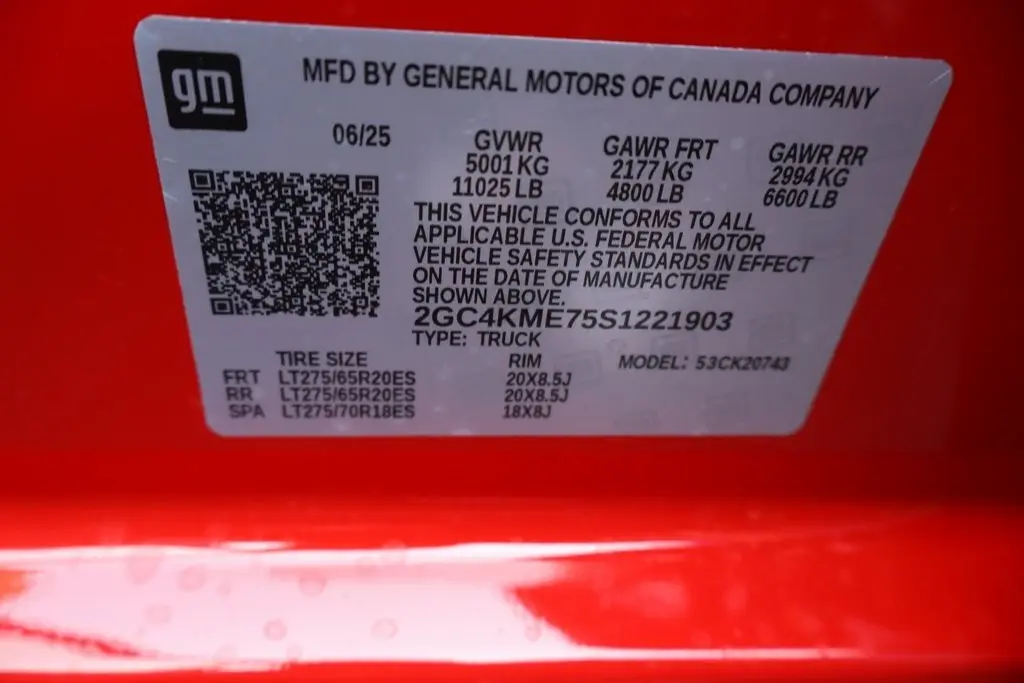 gm
MFD BY GENERAL MOTORS OF CANADA COMPANY
06/25
GVWR GAWR FRT GAWR RR
5001 KG 2177 KG 2994 KG
11025 LB 4800 LB 6600 LB
THIS VEHICLE CONFORMS TO ALL
APPLICABLE U.S. FEDERAL MOTOR
VEHICLE SAFETY STANDARDS IN EFFECT
ON THE DATE OF MANUFACTURE
SHOWN ABOVE.
2GC4KME75S1221903
TYPE: TRUCK
TIRE SIZE RIM MODEL: 53CK20743
FRT LT275/65R20ES 20X8.5J
RR LT275/65R20ES 20X8.5J
SPA LT275/70R18ES 18X8J